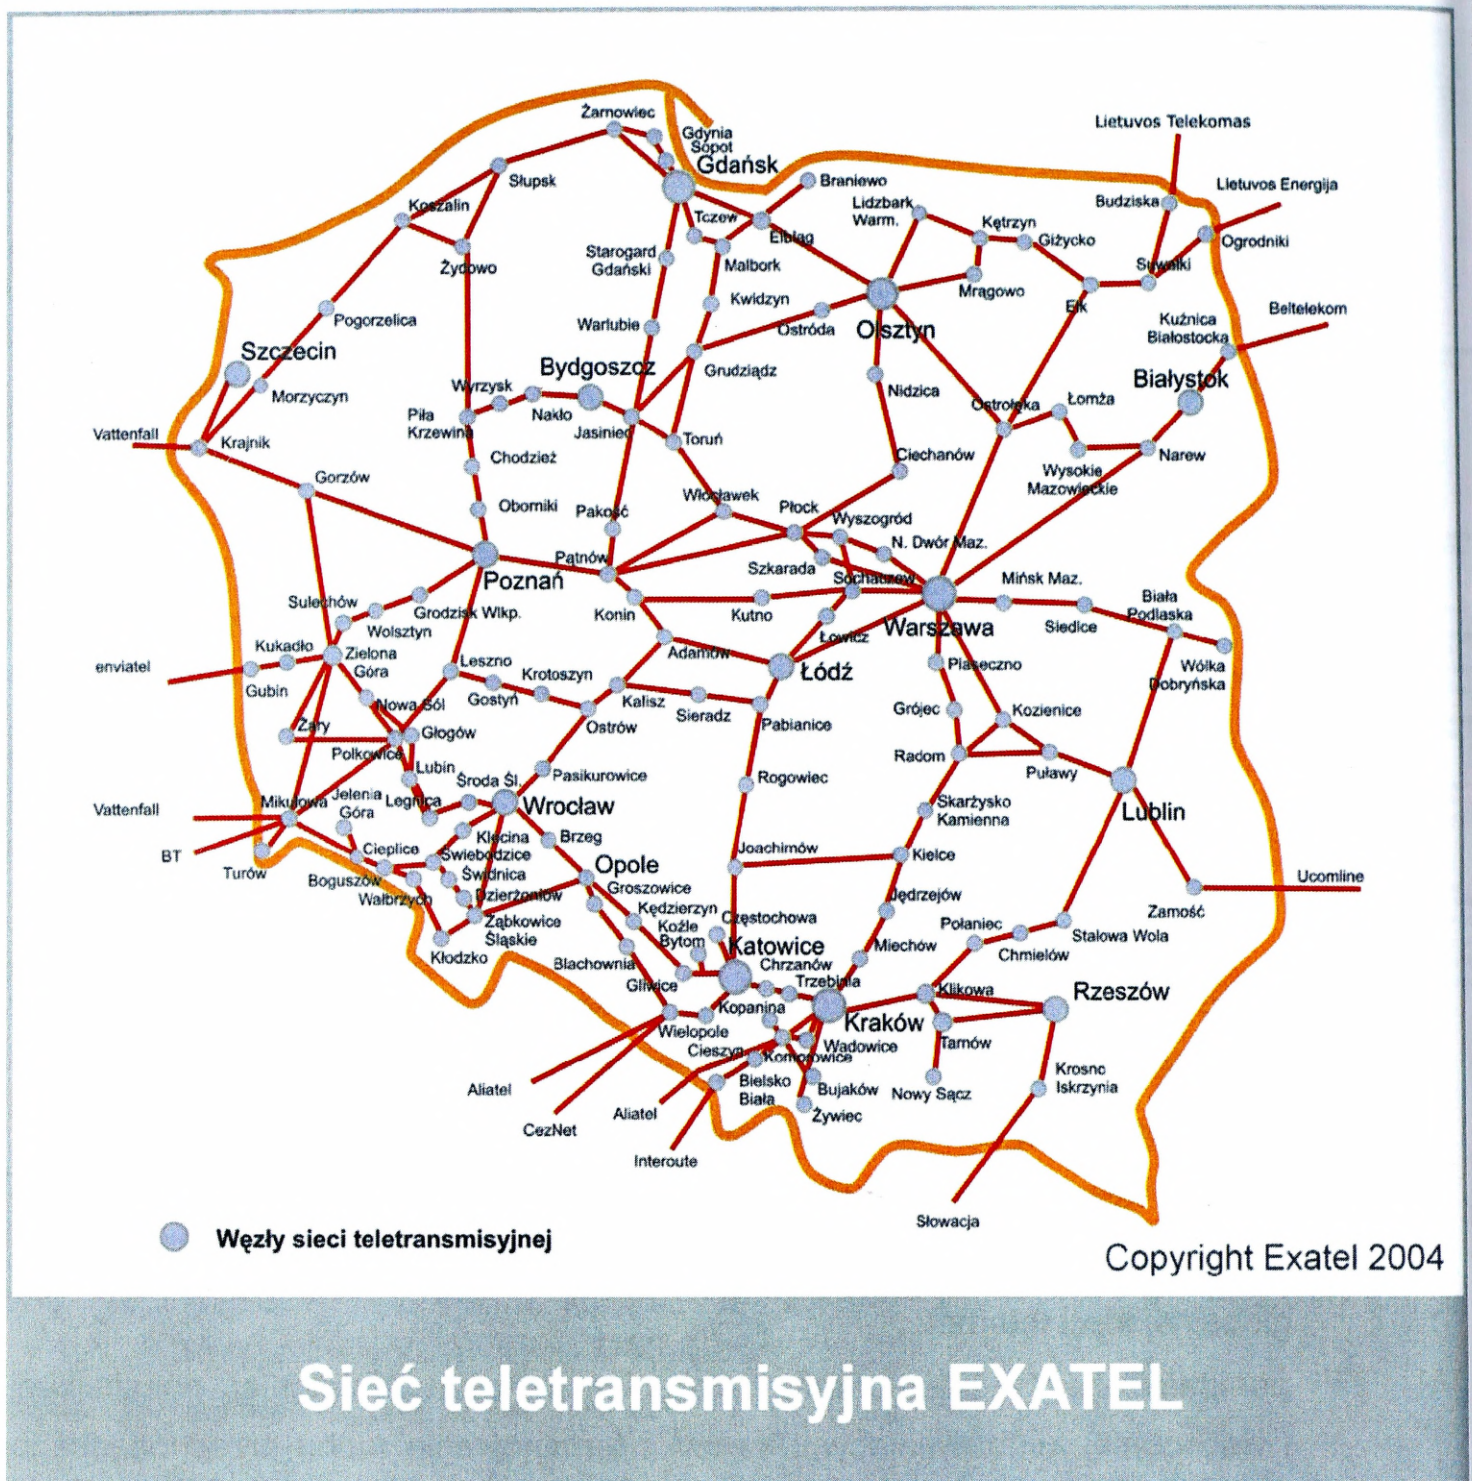 Żarnowiec
Gdynia
Sopot
Gdańsk
Lietuvos Telekomas
Słupsk
Braniewo
Lietuvos Energija
Koszalin
Tczew
Elbląg
Lidzbark
Warm.
Kętrzyn
Giżycko
Budziska
Ogrodniki
Żydowo
Starogard
Gdański
Malbork
Suwałki
Mrągowo
Ełk
Kwidzyn
Pogorzelica
Warlubie
Ostróda
Olsztyn
Kuźnica
Białostocka
Beltelekom
Szczecin
Morzyczyn
Bydgoszcz
Grudziądz
Białystok
Wyrzysk
Nakło
Nidzica
Ostrołęka
Łomża
Piła
Krzewina
Jasiniec
Toruń
Vattenfall
Krajnik
Chodzież
Ciechanów
Wysokie
Mazowieckie
Narew
Gorzów
Oborniki
Pakość
Włocławek
Płock
Wyszogród
N. Dwór Maz.
Poznań
Pątnów
Szkarada
Sochaczew
Mińsk Maz.
Biała
Podlaska
Sulechów
Grodzisk Wlkp.
Wolsztyn
Konin
Kutno
Łowicz
Warszawa
Siedlce
Wólka
Dobryńska
Kukadło
enviatel
Gubin
Zielona
Góra
Leszno
Krotoszyn
Adamów
Łódź
Piaseczno
Gostyń
Kalisz
Sieradz
Pabianice
Nowa Sól
Żary
Głogów
Ostrów
Grójec
Kozienice
Polkowice
Radom
Puławy
Lubin
Środa Śl.
Pasikurowice
Rogowiec
Vattenfall
Mikułowa
Jelenia
Góra
Legnica
Wrocław
Skarżysko
Kamienna
Lublin
BT
Turów
Cieplice
Klęcina
Brzeg
Joachimów
Kielce
Boguszów
Świebodzice
Wałbrzych
Świdnica
Dzierżoniów
Opole
Groszowice
Jędrzejów
Ucomline
Zamość
Ząbkowice
Śląskie
Kędzierzyn
Koźle
Częstochowa
Połaniec
Stalowa Wola
Kłodzko
Bytom
Katowice
Miechów
Chmielów
Blachownia
Chrzanów
Trzebinia
Gliwice
Klikowa
Rzeszów
Kopanina
Kraków
Wielopole
Tarnów
Cieszyn
Komorowice
Wadowice
Aliatel
Bielsko
Biała
Bujaków
Nowy Sącz
Krosno
Iskrzynia
Aliatel
Żywiec
CezNet
Interoute
Słowacja
Węzły sieci teletransmisyjnej
Copyright Exatel 2004
Sieć teletransmisyjna EXATEL